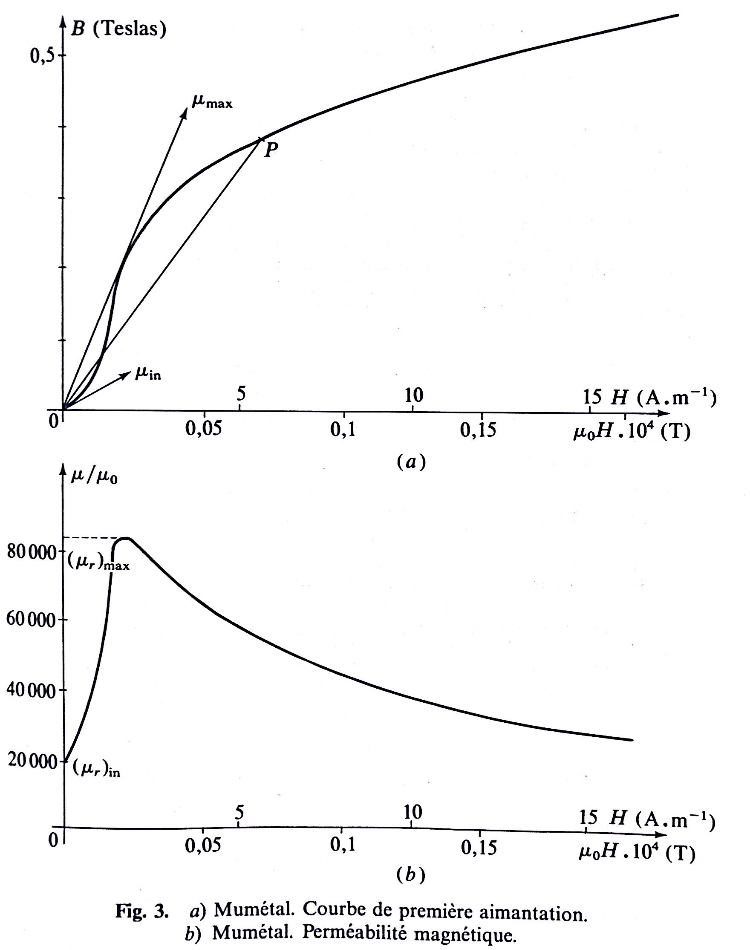 B (Teslas)
0,5
μmax
P
μin
5 10 15 H (A.m⁻¹)
0 0,05 0,1 0,15 μ₀H.10⁴ (T)
(a)
μ/μ₀
80 000
(μr)max
60 000
40 000
20 000 (μr)in
5 10 15 H (A.m⁻¹)
0 0,05 0,1 0,15 μ₀H.10⁴ (T)
(b)
Fig. 3. a) Mumétal. Courbe de première aimantation.
b) Mumétal. Perméabilité magnétique.